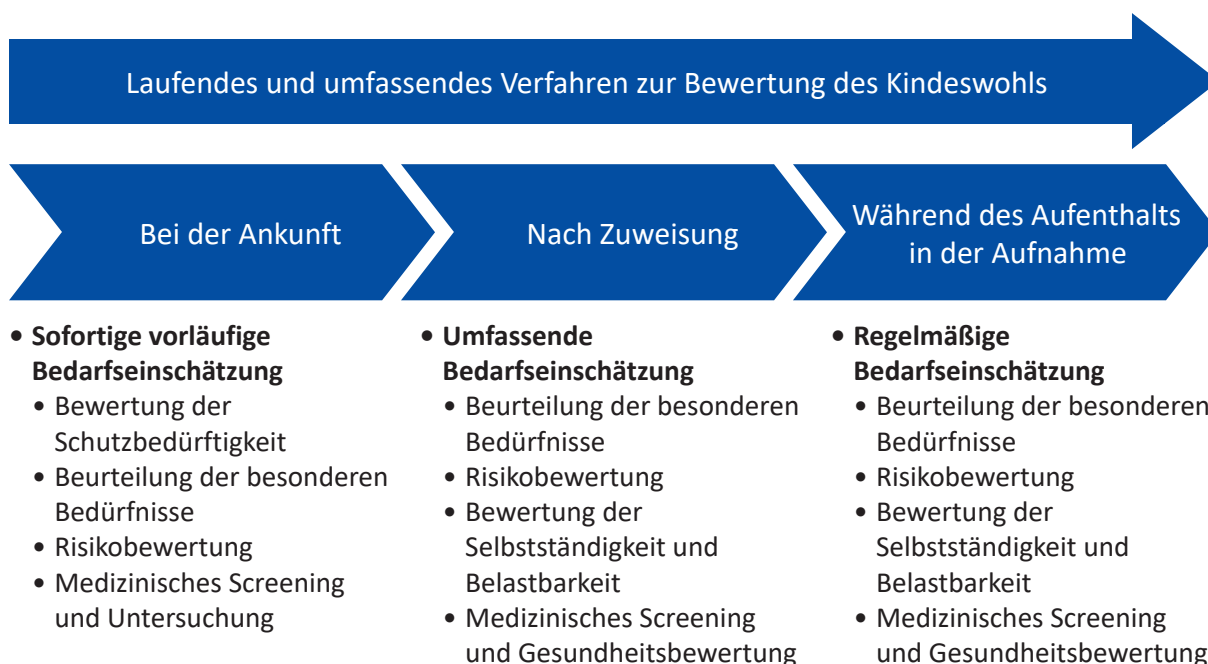 Laufendes und umfassendes Verfahren zur Bewertung des Kindeswohls
Bei der Ankunft
Nach Zuweisung
Während des Aufenthalts
in der Aufnahme
• Sofortige vorläufige
Bedarfseinschätzung
• Bewertung der
Schutzbedürftigkeit
• Beurteilung der besonderen
Bedürfnisse
• Risikobewertung
• Medizinisches Screening
und Untersuchung
• Umfassende
Bedarfseinschätzung
• Beurteilung der besonderen
Bedürfnisse
• Risikobewertung
• Bewertung der
Selbstständigkeit und
Belastbarkeit
• Medizinisches Screening
und Gesundheitsbewertung
• Regelmäßige
Bedarfseinschätzung
• Beurteilung der besonderen
Bedürfnisse
• Risikobewertung
• Bewertung der
Selbstständigkeit und
Belastbarkeit
• Medizinisches Screening
und Gesundheitsbewertung